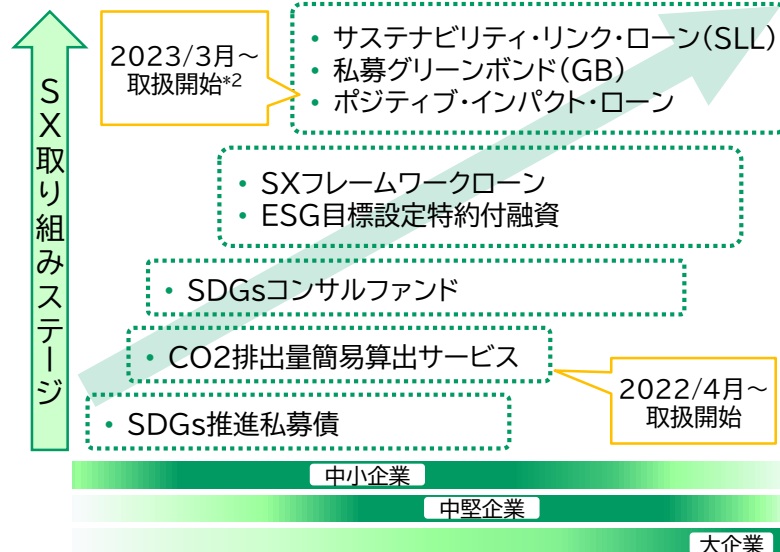 2023/3月～
取扱開始*2
• サステナビリティ・リンク・ローン(SLL)
• 私募グリーンボンド(GB)
• ポジティブ・インパクト・ローン
SX取り組みステージ
• SXフレームワークローン
• ESG目標設定特約付融資
• SDGsコンサルファンド
• CO2排出量簡易算出サービス
2022/4月～
取扱開始
• SDGs推進私募債
中小企業
中堅企業
大企業